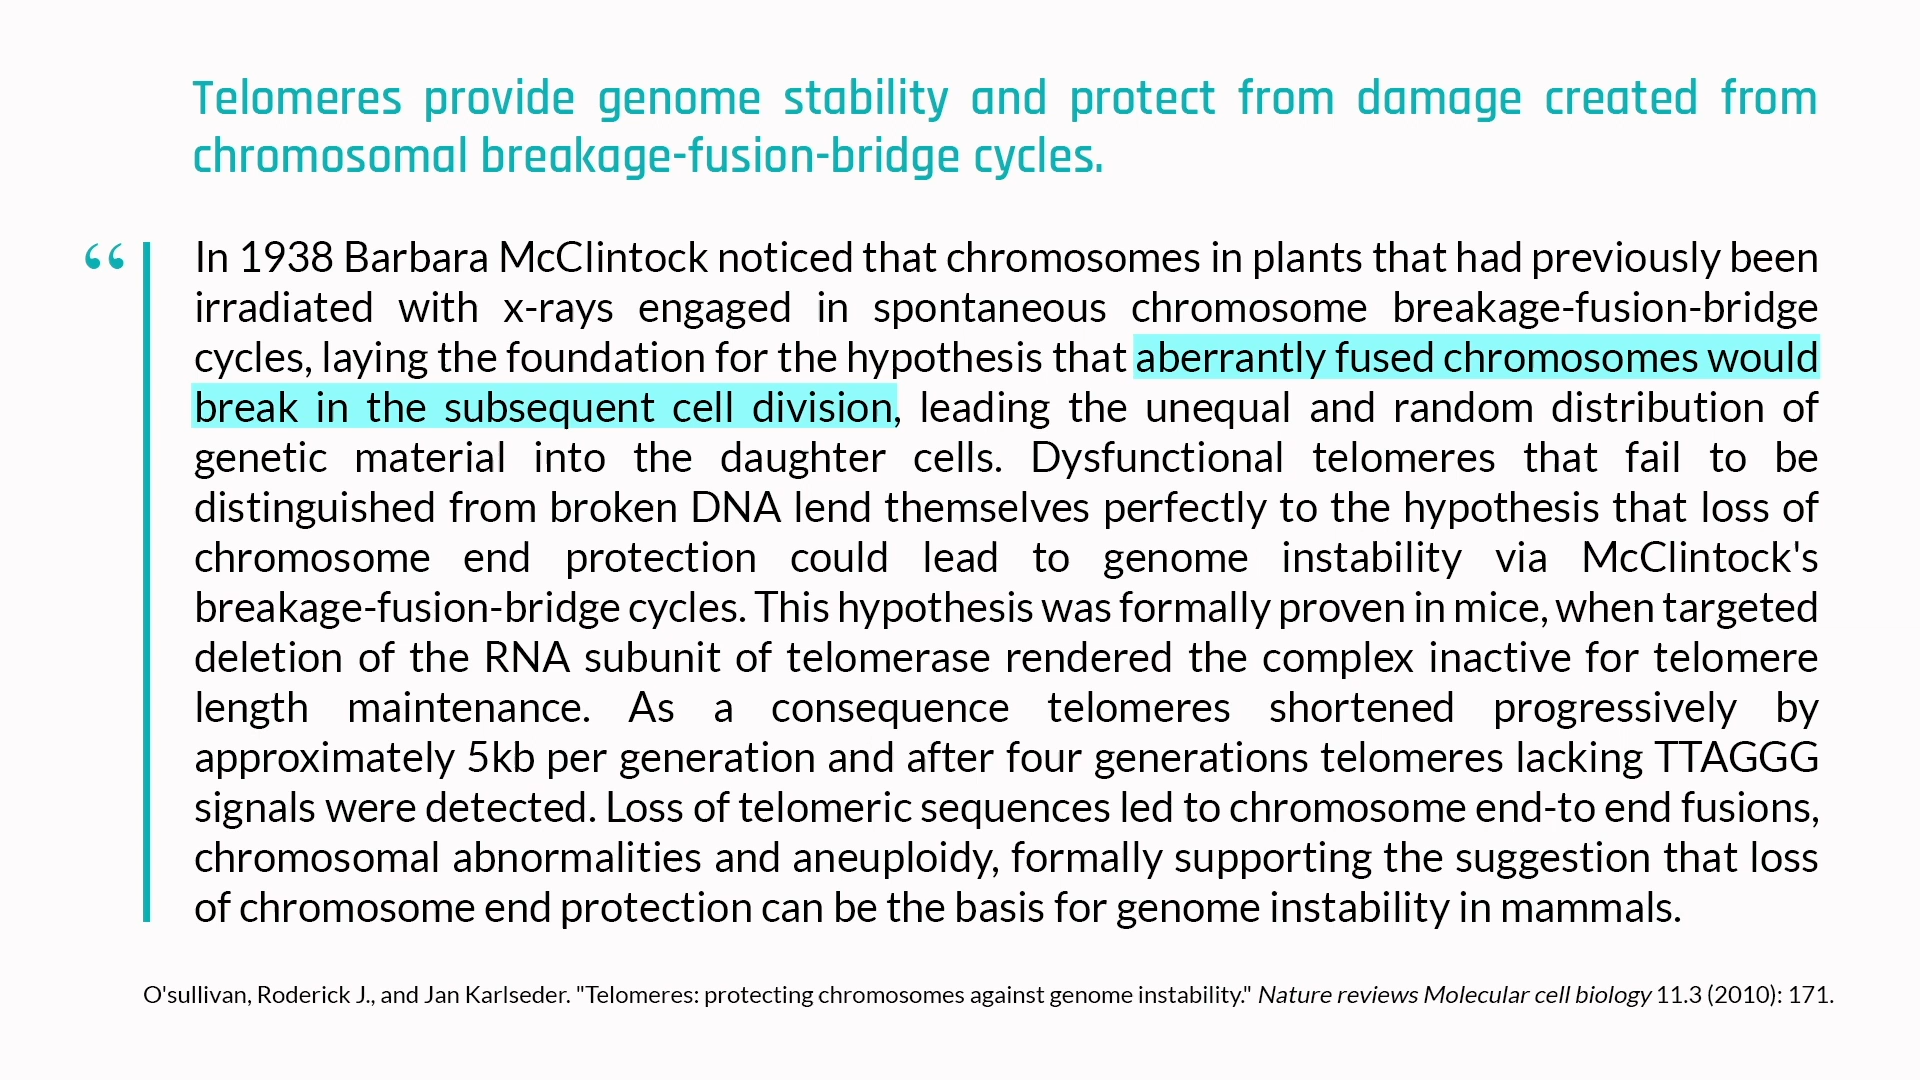 Telomeres provide genome stability and protect from damage created from
chromosomal breakage-fusion-bridge cycles.
“
In 1938 Barbara McClintock noticed that chromosomes in plants that had previously been
irradiated with x-rays engaged in spontaneous chromosome breakage-fusion-bridge
cycles, laying the foundation for the hypothesis that aberrantly fused chromosomes would
break in the subsequent cell division, leading the unequal and random distribution of
genetic material into the daughter cells. Dysfunctional telomeres that fail to be
distinguished from broken DNA lend themselves perfectly to the hypothesis that loss of
chromosome end protection could lead to genome instability via McClintock's
breakage-fusion-bridge cycles. This hypothesis was formally proven in mice, when targeted
deletion of the RNA subunit of telomerase rendered the complex inactive for telomere
length maintenance. As a consequence telomeres shortened progressively by
approximately 5kb per generation and after four generations telomeres lacking TTAGGG
signals were detected. Loss of telomeric sequences led to chromosome end-to end fusions,
chromosomal abnormalities and aneuploidy, formally supporting the suggestion that loss
of chromosome end protection can be the basis for genome instability in mammals.
O'sullivan, Roderick J., and Jan Karlseder. "Telomeres: protecting chromosomes against genome instability." Nature reviews Molecular cell biology 11.3 (2010): 171.